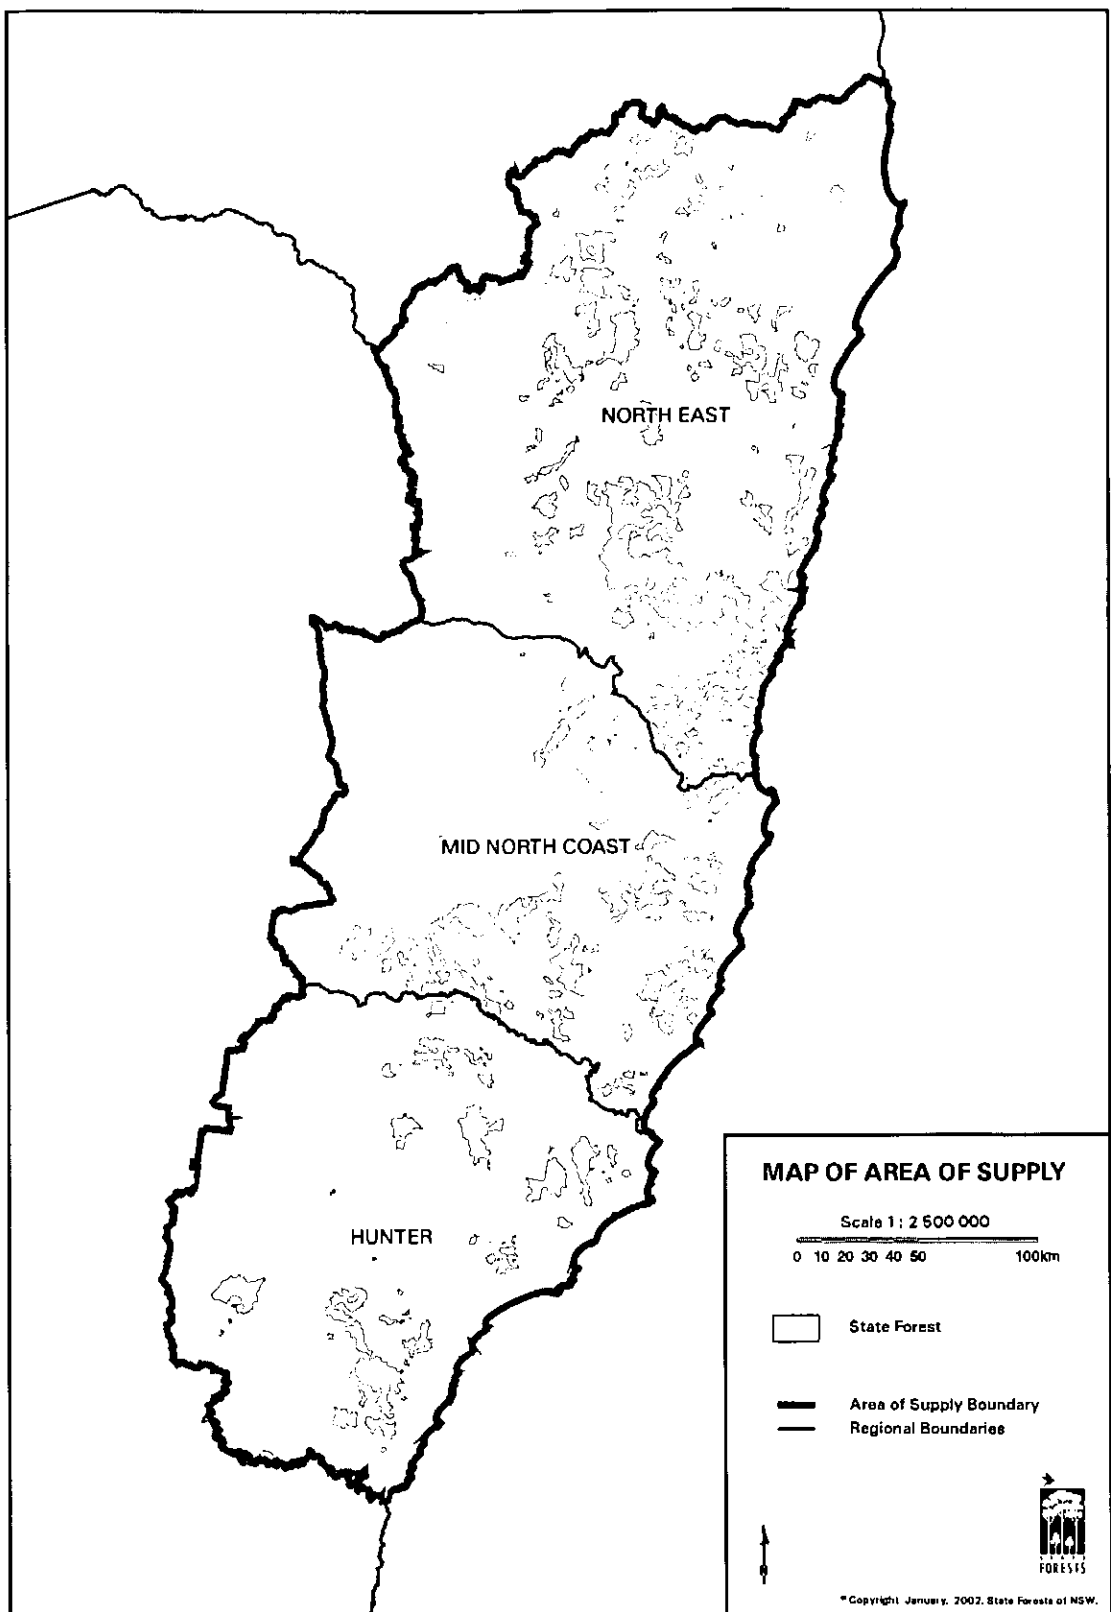 NORTH EAST
MID NORTH COAST
HUNTER
MAP OF AREA OF SUPPLY
Scale 1 : 2 500 000
0 10 20 30 40 50 100km
State Forest
Area of Supply Boundary
Regional Boundaries
N
STATE
FORESTS
© Copyright January, 2002. State Forests of NSW.